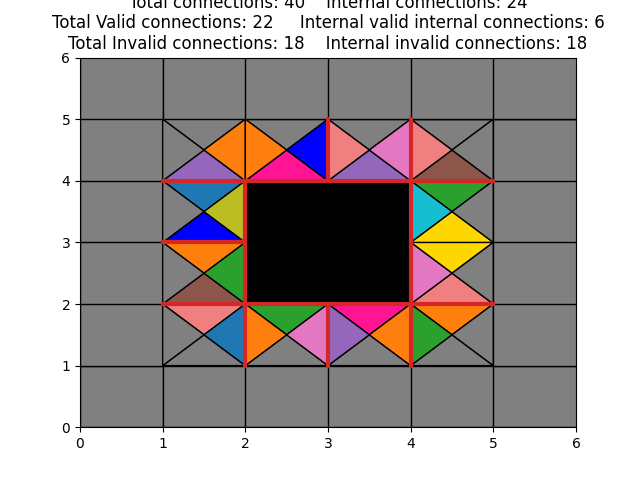 Total connections: 40    Internal connections: 24
Total Valid connections: 22    Internal valid internal connections: 6
Total Invalid connections: 18    Internal invalid connections: 18
6
5
4
3
2
1
0
0 1 2 3 4 5 6